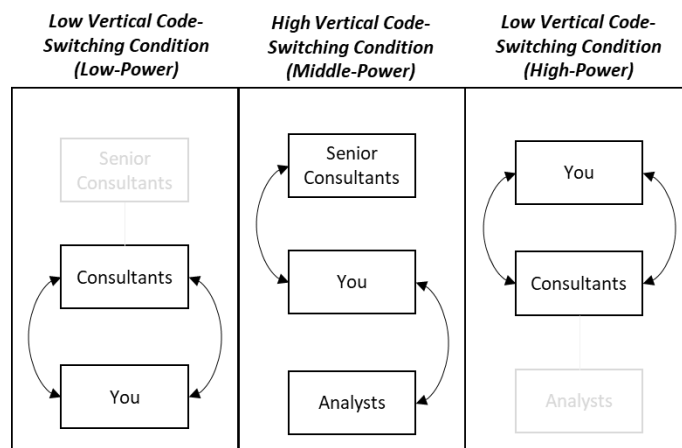 Low Vertical Code-
Switching Condition
(Low-Power)
High Vertical Code-
Switching Condition
(Middle-Power)
Low Vertical Code-
Switching Condition
(High-Power)
Senior
Consultants
Consultants
You
Senior
Consultants
You
Analysts
You
Consultants
Analysts